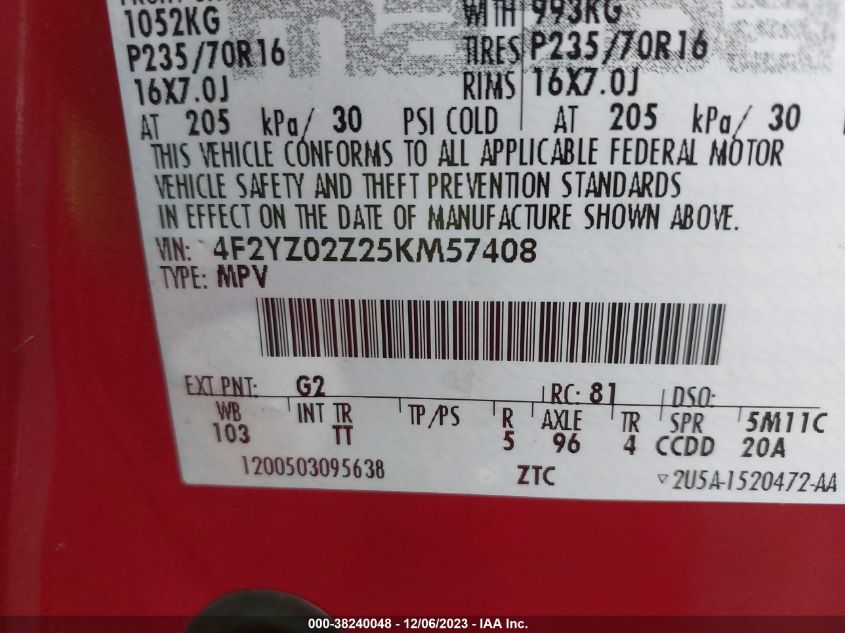 1052KG WITH 993KG
P235/70R16 TIRES P235/70R16
16X7.0J RIMS 16X7.0J
AT 205 kPa/ 30 PSI COLD AT 205 kPa/ 30
THIS VEHICLE CONFORMS TO ALL APPLICABLE FEDERAL MOTOR
VEHICLE SAFETY AND THEFT PREVENTION STANDARDS
IN EFFECT ON THE DATE OF MANUFACTURE SHOWN ABOVE.
VIN: 4F2YZ02Z25KM57408
TYPE: MPV
EXT PNT: G2 RC: 81 DSO:
WB INT TR TP/PS R AXLE TR SPR 5M11C
103 TT 5 96 4 CCDD 20A
1200503095638 ZTC ▿2U5A-1520472-AA
000-38240048 - 12/06/2023 - IAA Inc.